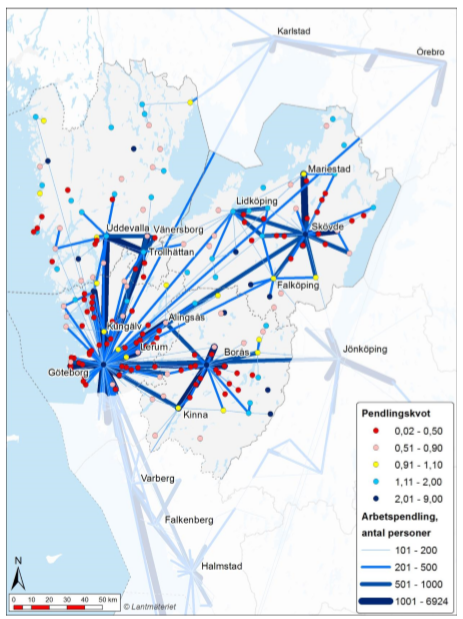 Karlstad
Örebro
Mariestad
Lidköping
Skövde
Uddevalla
Vänersborg
Trollhättan
Falköping
Kungälv
Alingsås
Lerum
Borås
Jönköping
Göteborg
Kinna
Varberg
Falkenberg
Halmstad
Pendlingskvot
0,02 - 0,50
0,51 - 0,90
0,91 - 1,10
1,11 - 2,00
2,01 - 9,00
Arbetspendling,
antal personer
101 - 200
201 - 500
501 - 1000
1001 - 6924
N
0 10 20 30 40 50 km
© Lantmäteriet